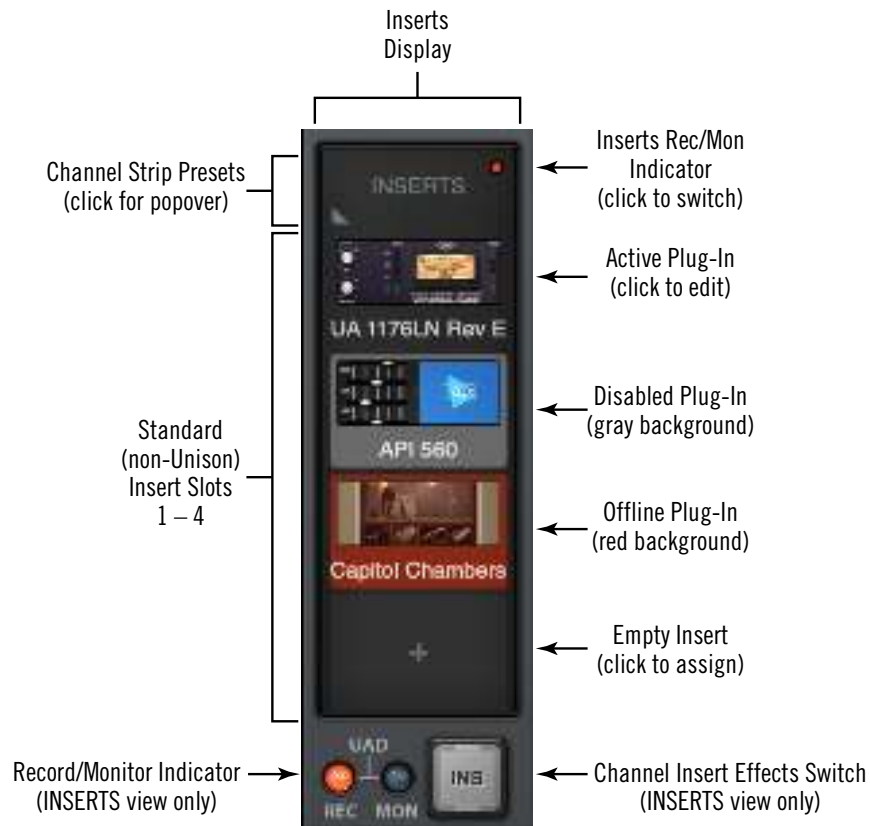 Inserts
Display
Channel Strip Presets
(click for popover)
INSERTS
Inserts Rec/Mon
Indicator
(click to switch)
Active Plug-In
(click to edit)
UA 1176LN Rev E
Disabled Plug-In
(gray background)
API 560
Standard
(non-Unison)
Insert Slots
1 – 4
Offline Plug-In
(red background)
Capitol Chambers
Empty Insert
(click to assign)
+
UAD
REC MON
INS
Record/Monitor Indicator
(INSERTS view only)
Channel Insert Effects Switch
(INSERTS view only)